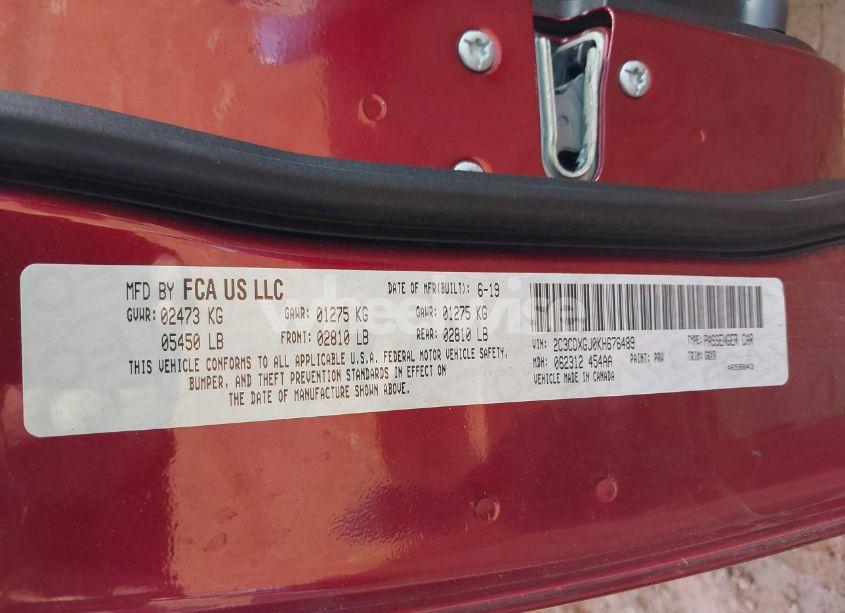 MFD BY FCA US LLC DATE OF MFR(BUILT): 6-19
GVWR: 02473 KG GAWR: 01275 KG GAWR: 01275 KG
05450 LB FRONT: 02810 LB REAR: 02810 LB
THIS VEHICLE CONFORMS TO ALL APPLICABLE U.S.A. FEDERAL MOTOR VEHICLE SAFETY,
BUMPER, AND THEFT PREVENTION STANDARDS IN EFFECT ON
THE DATE OF MANUFACTURE SHOWN ABOVE.
VIN: 2C3CDXGJ0KH676489 TYPE: PASSENGER CAR
MDH: 062312 454AA PAINT: PRV TRIM:
VEHICLE MADE IN CANADA 4658843
wheelwise